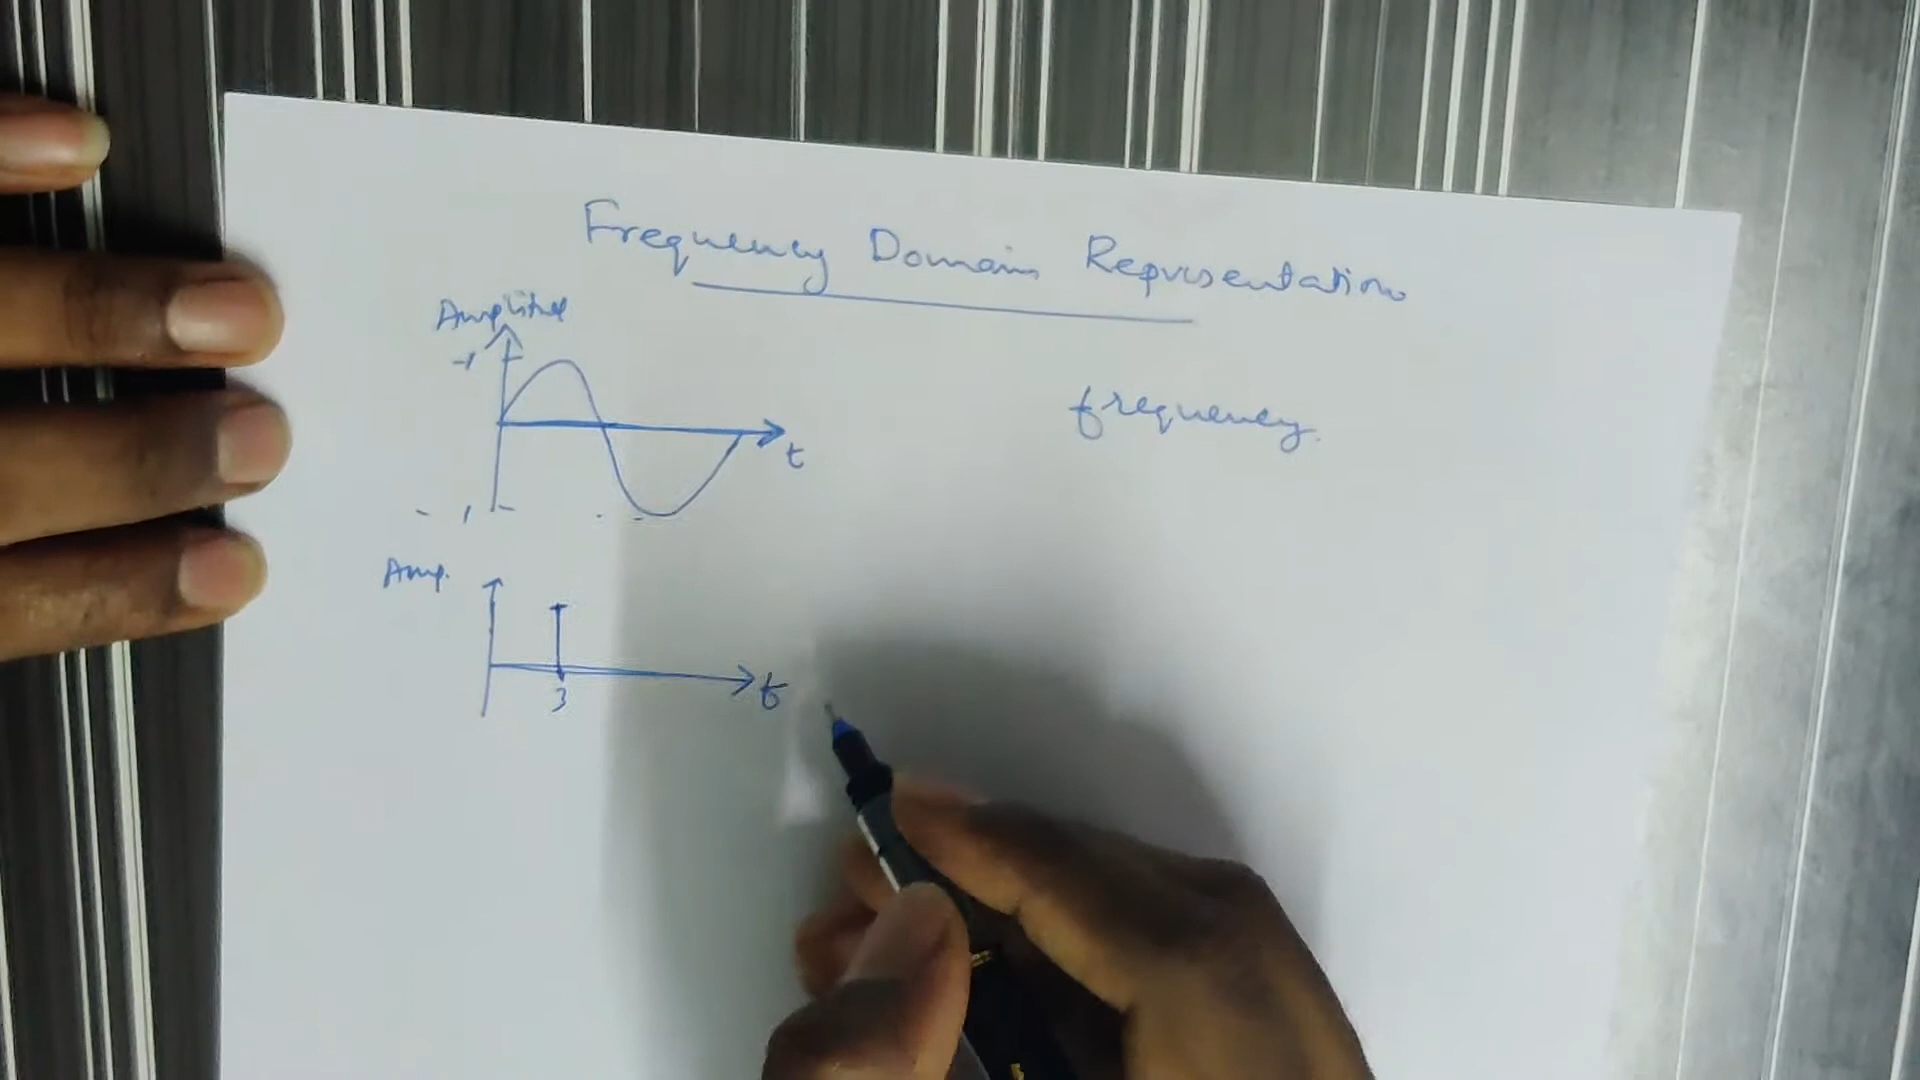 Frequency Domain Representation
Amplitude
1
t
-1
frequency.
Amp.
3